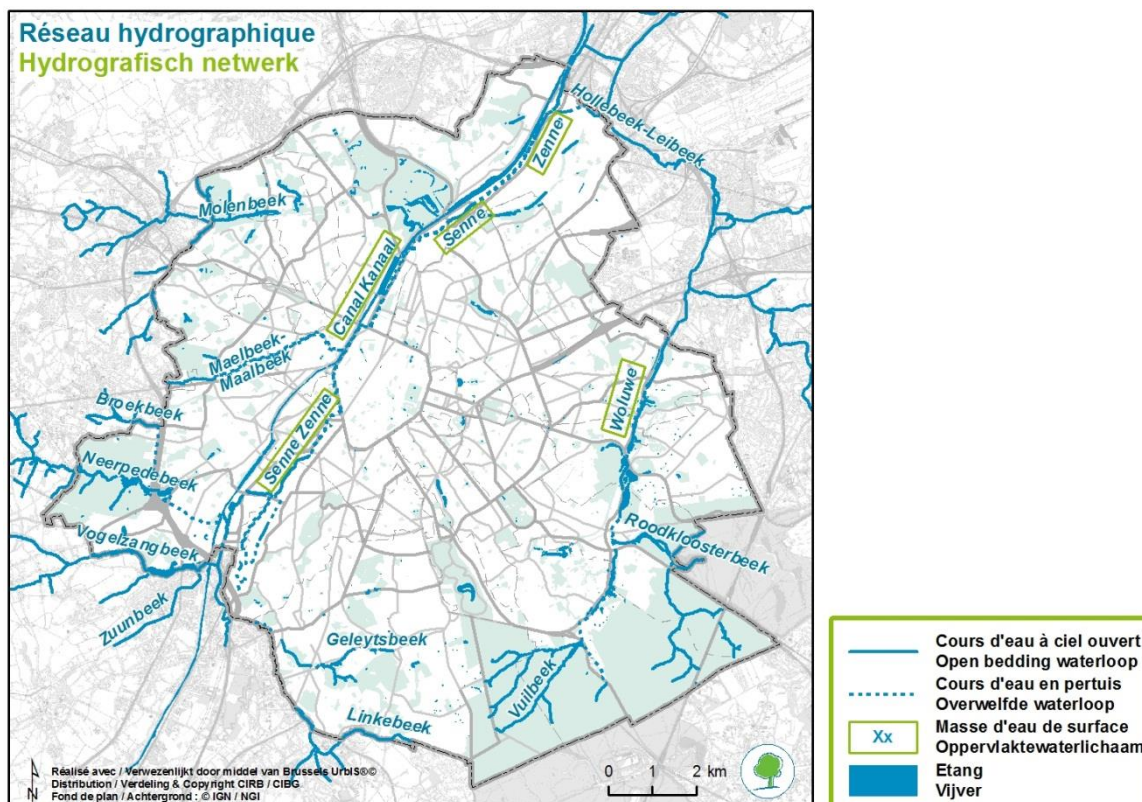 Réseau hydrographique
Hydrografisch netwerk
Hollebeek-Leibeek
Zenne
Molenbeek
Senne
Canal Kanaal
Maelbeek-
Maalbeek
Woluwe
Broekbeek
Senne Zenne
Neerpedebeek
Roodkloosterbeek
Vogelzangbeek
Zuunbeek
Geleytsbeek
Vuilbeek
Linkebeek
N
Réalisé avec / Verwezenlijkt door middel van Brussels UrbIS®©
Distribution / Verdeling & Copyright CIRB / CIBG
Fond de plan / Achtergrond : © IGN / NGI
0 1 2 km
Cours d'eau à ciel ouvert
Open bedding waterloop
Cours d'eau en pertuis
Overwelfde waterloop
Xx
Masse d'eau de surface
Oppervlaktewaterlichaam
Etang
Vijver